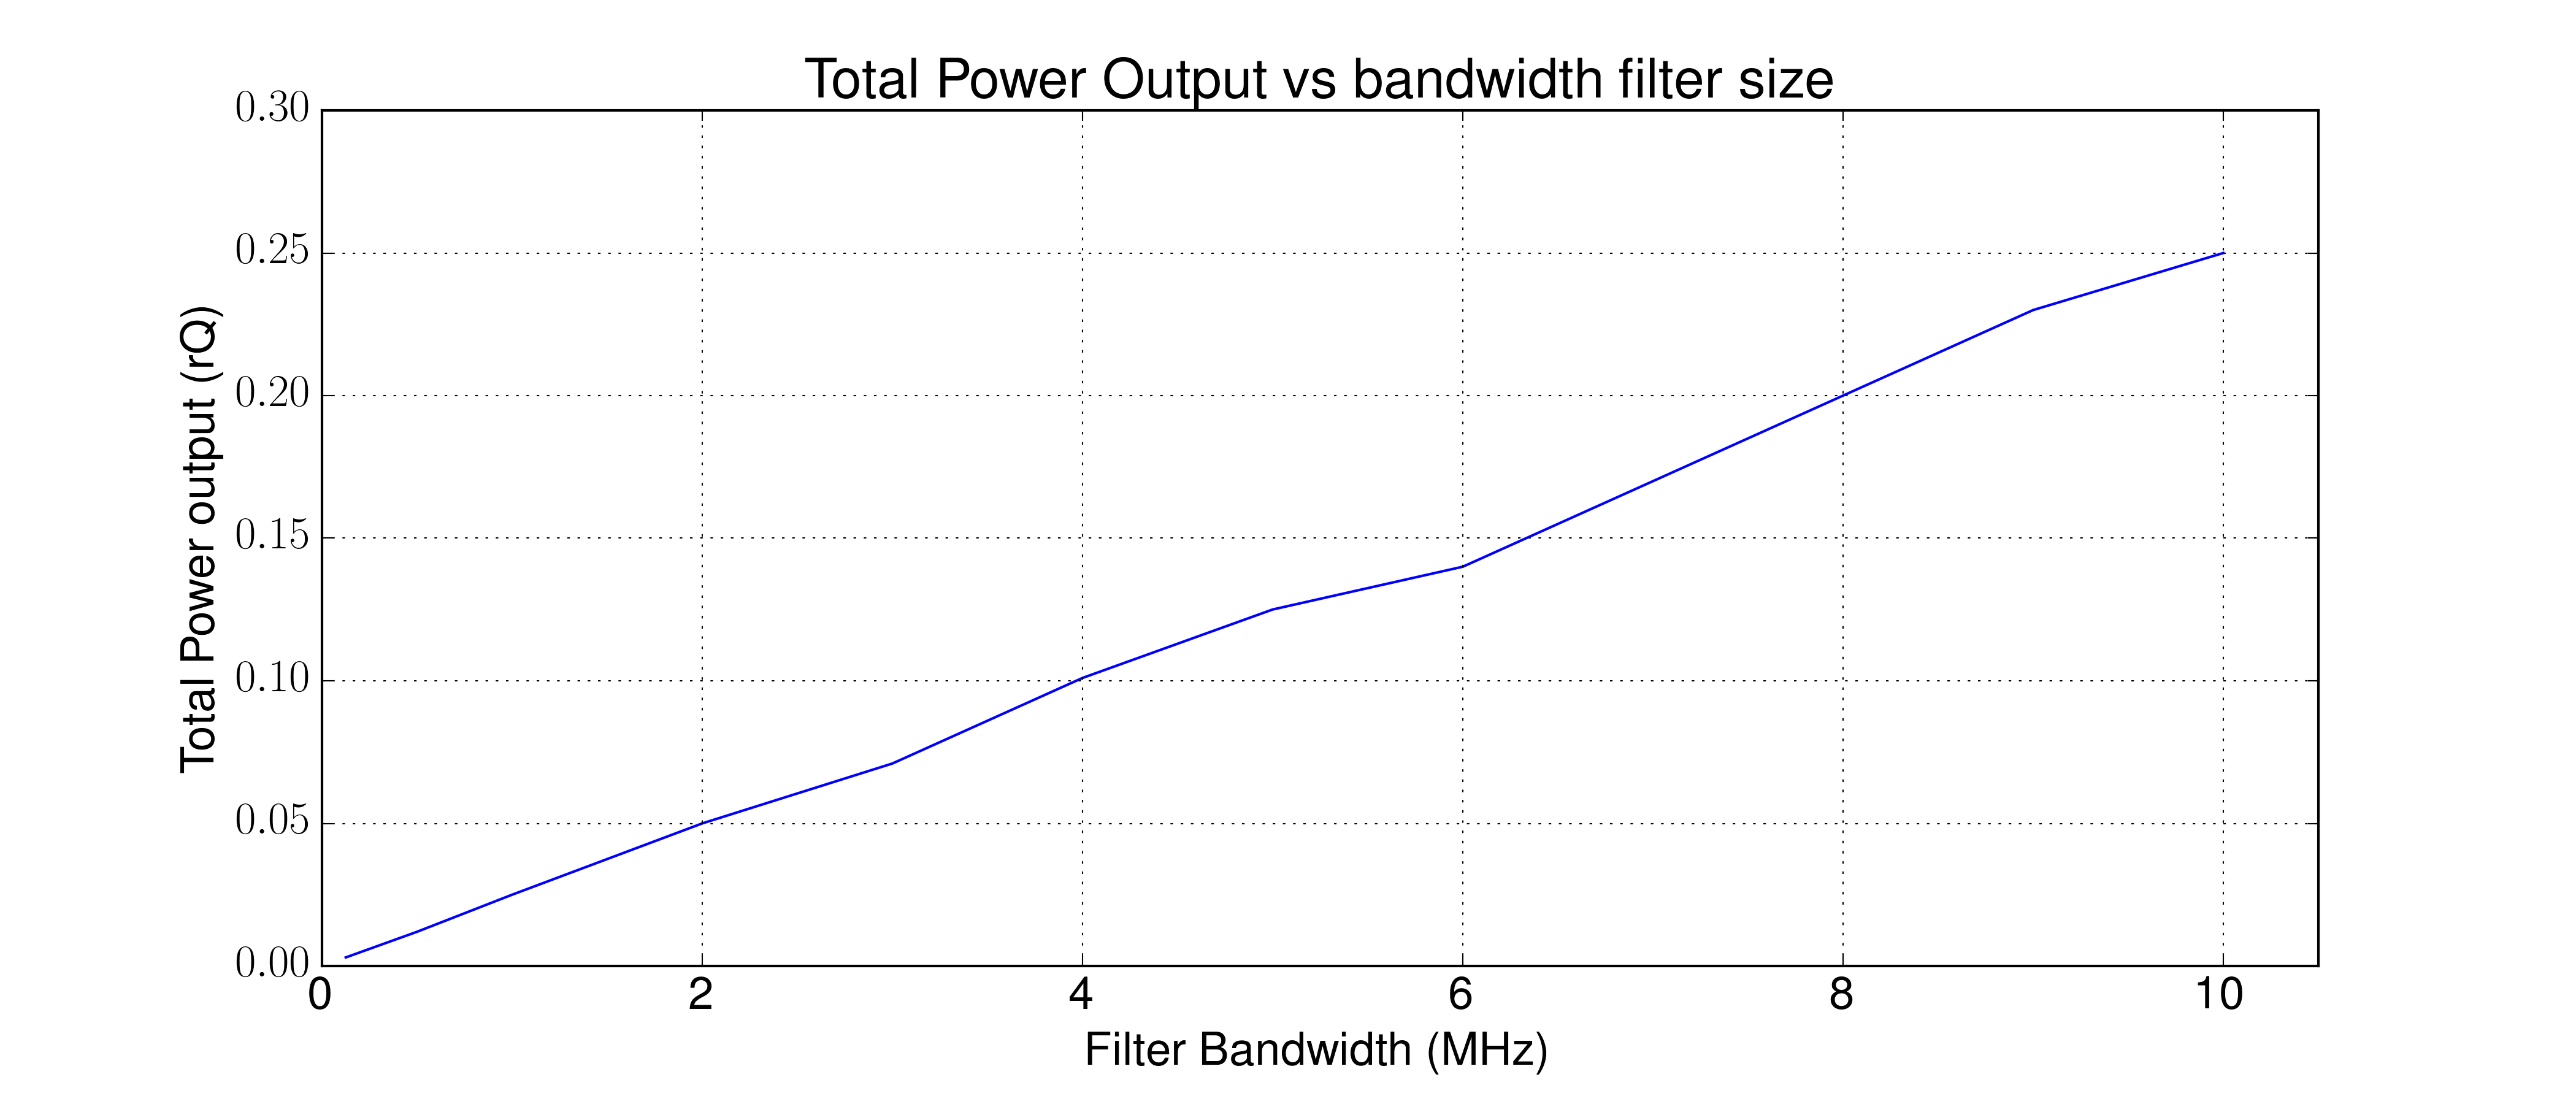 Total Power Output vs bandwidth filter size
Total Power output (rQ)
0.30
0.25
0.20
0.15
0.10
0.05
0.00
0 2 4 6 8 10
Filter Bandwidth (MHz)